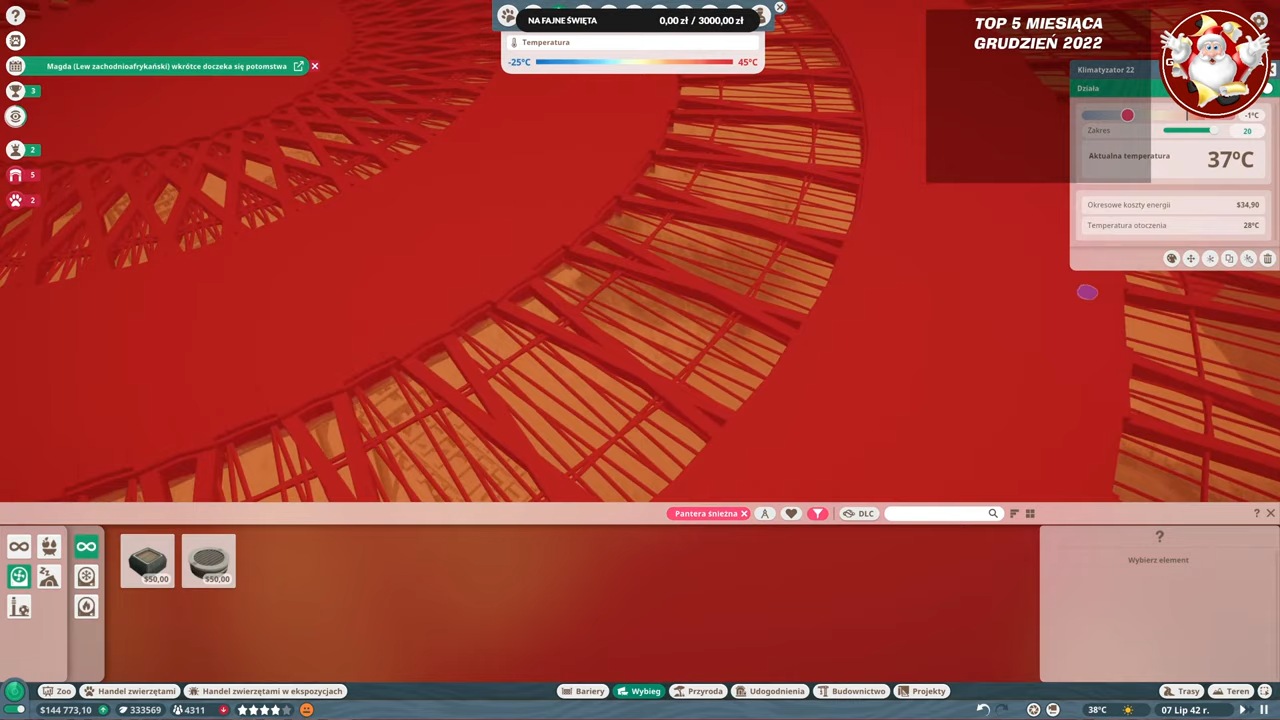 NA FAJNE ŚWIĘTA 0,00 zł / 3000,00 zł
Temperatura
-25°C 45°C
TOP 5 MIESIĄCA
GRUDZIEŃ 2022
Magda (Lew zachodnioafrykański) wkrótce doczeka się potomstwa
3
2
5
2
Klimatyzator 22
Działa
-1°C
Zakres 20
Aktualna temperatura 37°C
Okresowe koszty energii $34,90
Temperatura otoczenia 28°C
Pantera śnieżna
DLC
$50,00 $50,00
?
Wybierz element
Zoo Handel zwierzętami Handel zwierzętami w ekspozycjach Bariery Wybieg Przyroda Udogodnienia Budownictwo Projekty Trasy Teren
$144 773,10 333569 4311 38°C 07 Lip 42 r.